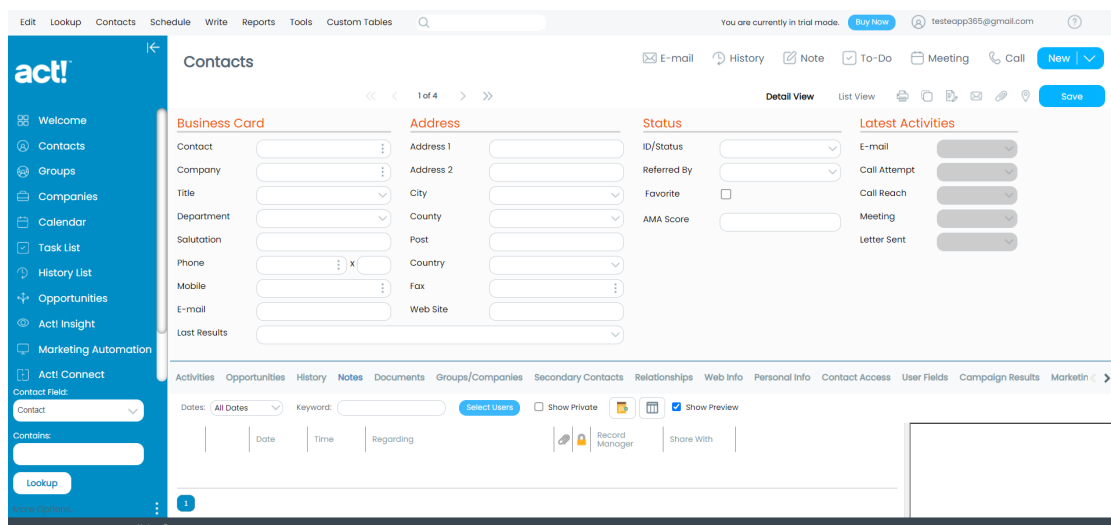 Edit Lookup Contacts Schedule Write Reports Tools Custom Tables
You are currently in trial mode. Buy Now testeapp365@gmail.com ?
act!
Contacts
E-mail History Note To-Do Meeting Call New
<< < 1 of 4 > >>
Detail View List View Save
Welcome
Contacts
Groups
Companies
Calendar
Task List
History List
Opportunities
Act! Insight
Marketing Automation
Act! Connect
Contact Field:
Contact
Contains:
Lookup
More Options...
Business Card
Contact
Company
Title
Department
Salutation
Phone x
Mobile
E-mail
Last Results
Address
Address 1
Address 2
City
County
Post
Country
Fax
Web Site
Status
ID/Status
Referred By
Favorite
AMA Score
Latest Activities
E-mail
Call Attempt
Call Reach
Meeting
Letter Sent
Activities Opportunities History Notes Documents Groups/Companies Secondary Contacts Relationships Web Info Personal Info Contact Access User Fields Campaign Results Marketin
Dates: All Dates Keyword: Select Users Show Private Show Preview
Date Time Regarding Record Manager Share With
1